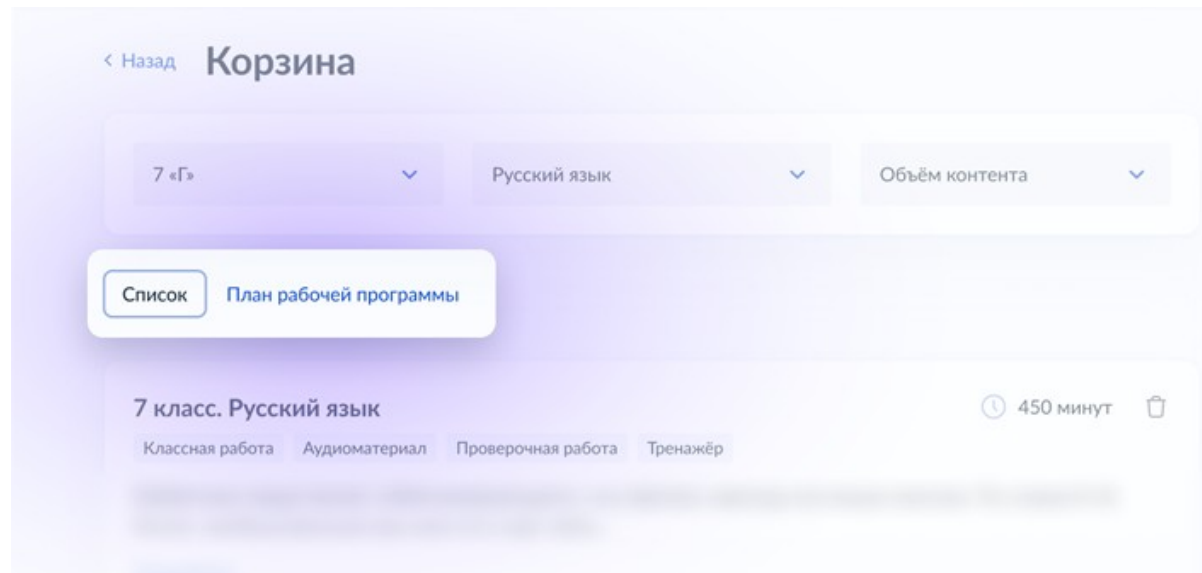 Назад Корзина
7 «Г» Русский язык Объём контента
Список План рабочей программы
7 класс. Русский язык 450 минут
Классная работа Аудиоматериал Проверочная работа Тренажёр